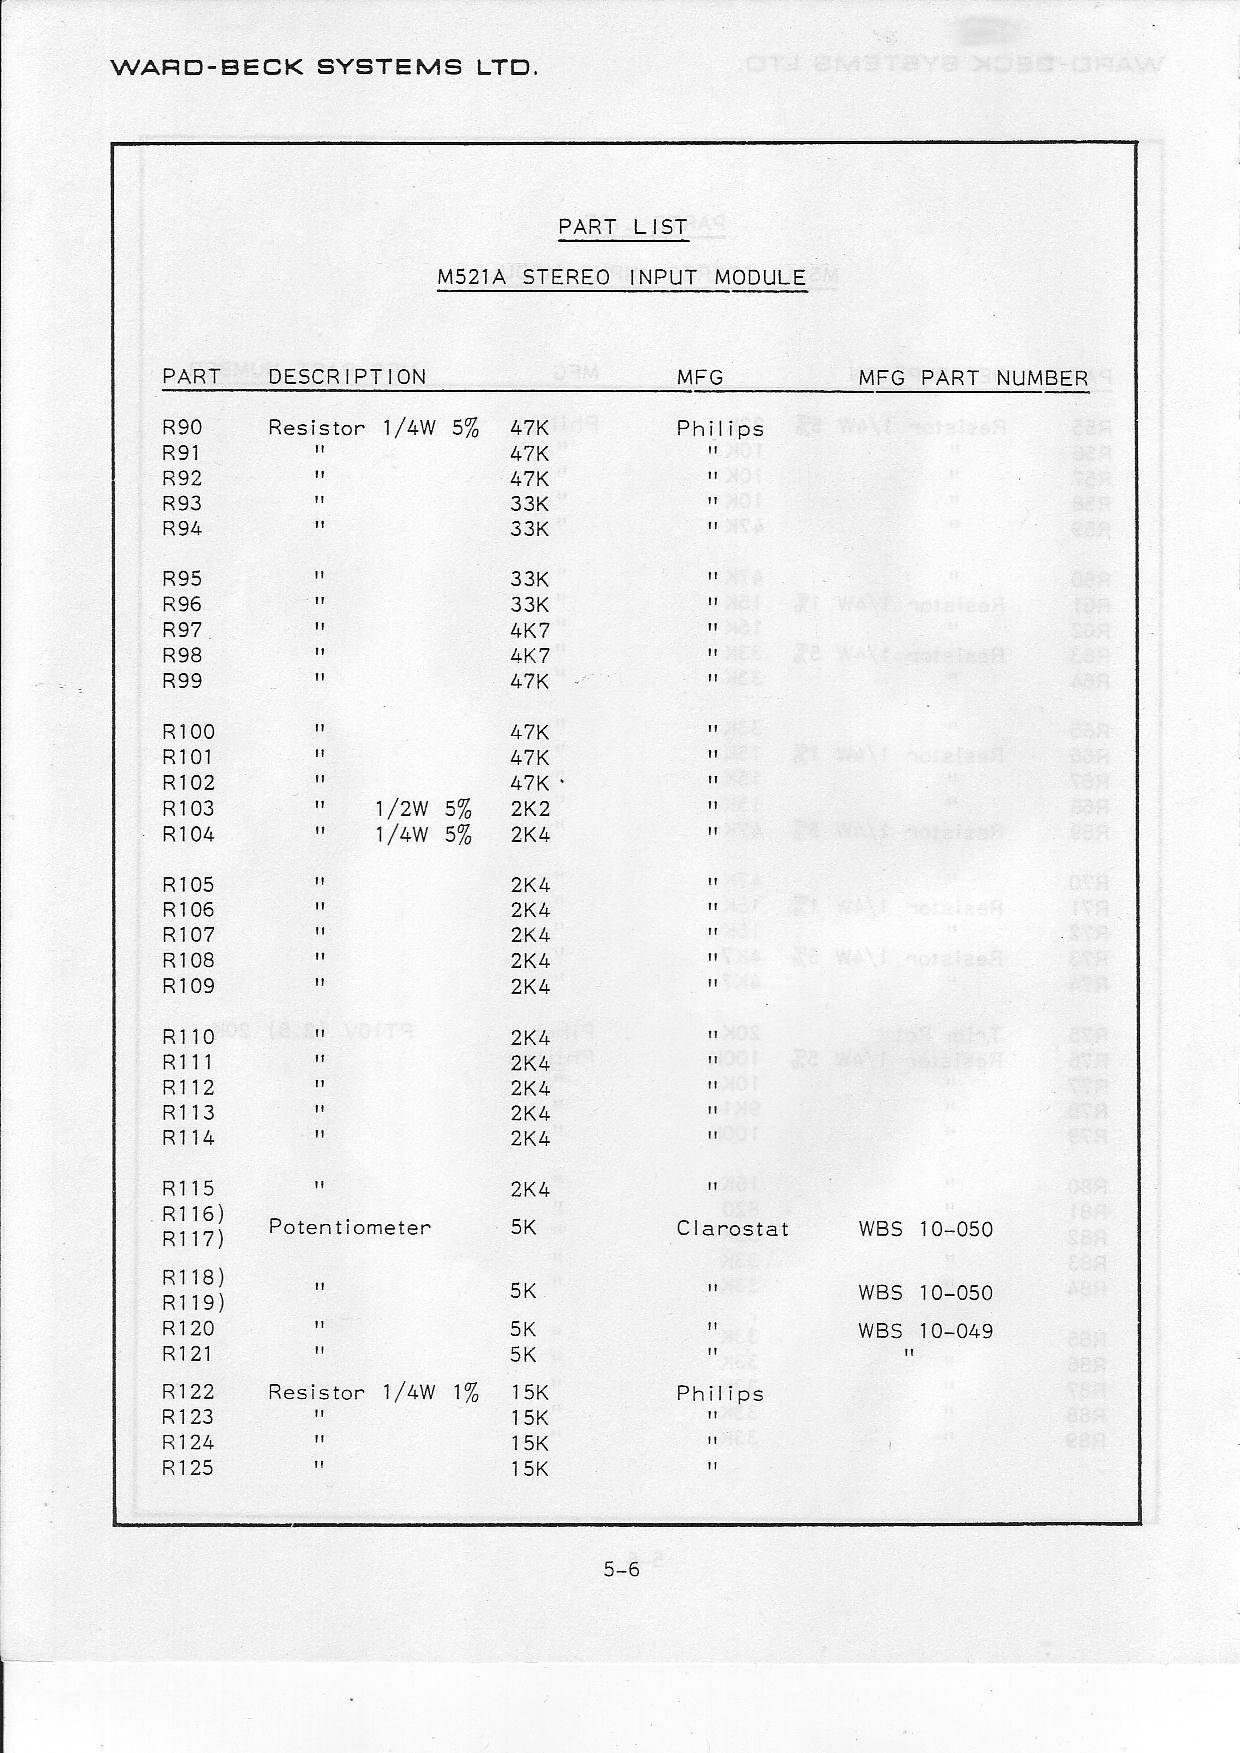 WARD-BECK SYSTEMS LTD.
PART LIST
M521A STEREO INPUT MODULE
PART DESCRIPTION MFG MFG PART NUMBER
R90 Resistor 1/4W 5% 47K Philips
R91 " 47K "
R92 " 47K "
R93 " 33K "
R94 " 33K "
R95 " 33K "
R96 " 33K "
R97 " 4K7 "
R98 " 4K7 "
R99 " 47K "
R100 " 47K "
R101 " 47K "
R102 " 47K "
R103 " 1/2W 5% 2K2 "
R104 " 1/4W 5% 2K4 "
R105 " 2K4 "
R106 " 2K4 "
R107 " 2K4 "
R108 " 2K4 "
R109 " 2K4 "
R110 " 2K4 "
R111 " 2K4 "
R112 " 2K4 "
R113 " 2K4 "
R114 " 2K4 "
R115 " 2K4 "
R116)
R117) Potentiometer 5K Clarostat WBS 10-050
R118)
R119) " 5K " WBS 10-050
R120 " 5K " WBS 10-049
R121 " 5K " "
R122 Resistor 1/4W 1% 15K Philips
R123 " 15K "
R124 " 15K "
R125 " 15K "
5-6